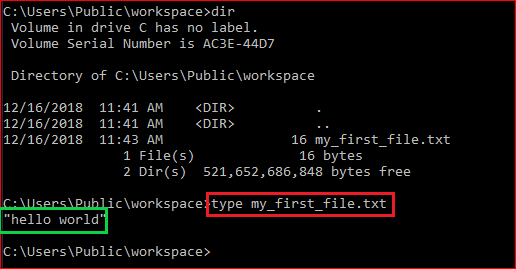 C:\Users\Public\workspace>dir
 Volume in drive C has no label.
 Volume Serial Number is AC3E-44D7

 Directory of C:\Users\Public\workspace

12/16/2018  11:41 AM    <DIR>          .
12/16/2018  11:41 AM    <DIR>          ..
12/16/2018  11:43 AM                16 my_first_file.txt
               1 File(s)             16 bytes
               2 Dir(s)  521,652,686,848 bytes free

C:\Users\Public\workspace>type my_first_file.txt
"hello world"

C:\Users\Public\workspace>